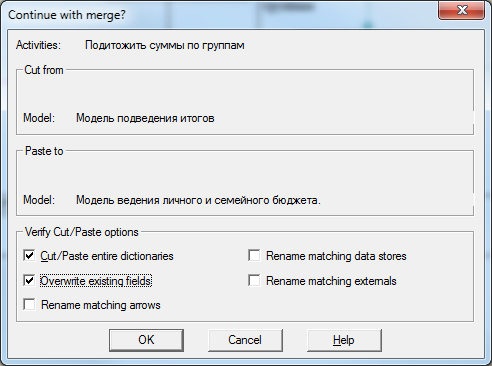 Continue with merge?
Activities: Подитожить суммы по группам
Cut from
Model: Модель подведения итогов
Paste to
Model: Модель ведения личного и семейного бюджета.
Verify Cut/Paste options
Cut/Paste entire dictionaries Rename matching data stores
Overwrite existing fields Rename matching externals
Rename matching arrows
OK Cancel Help